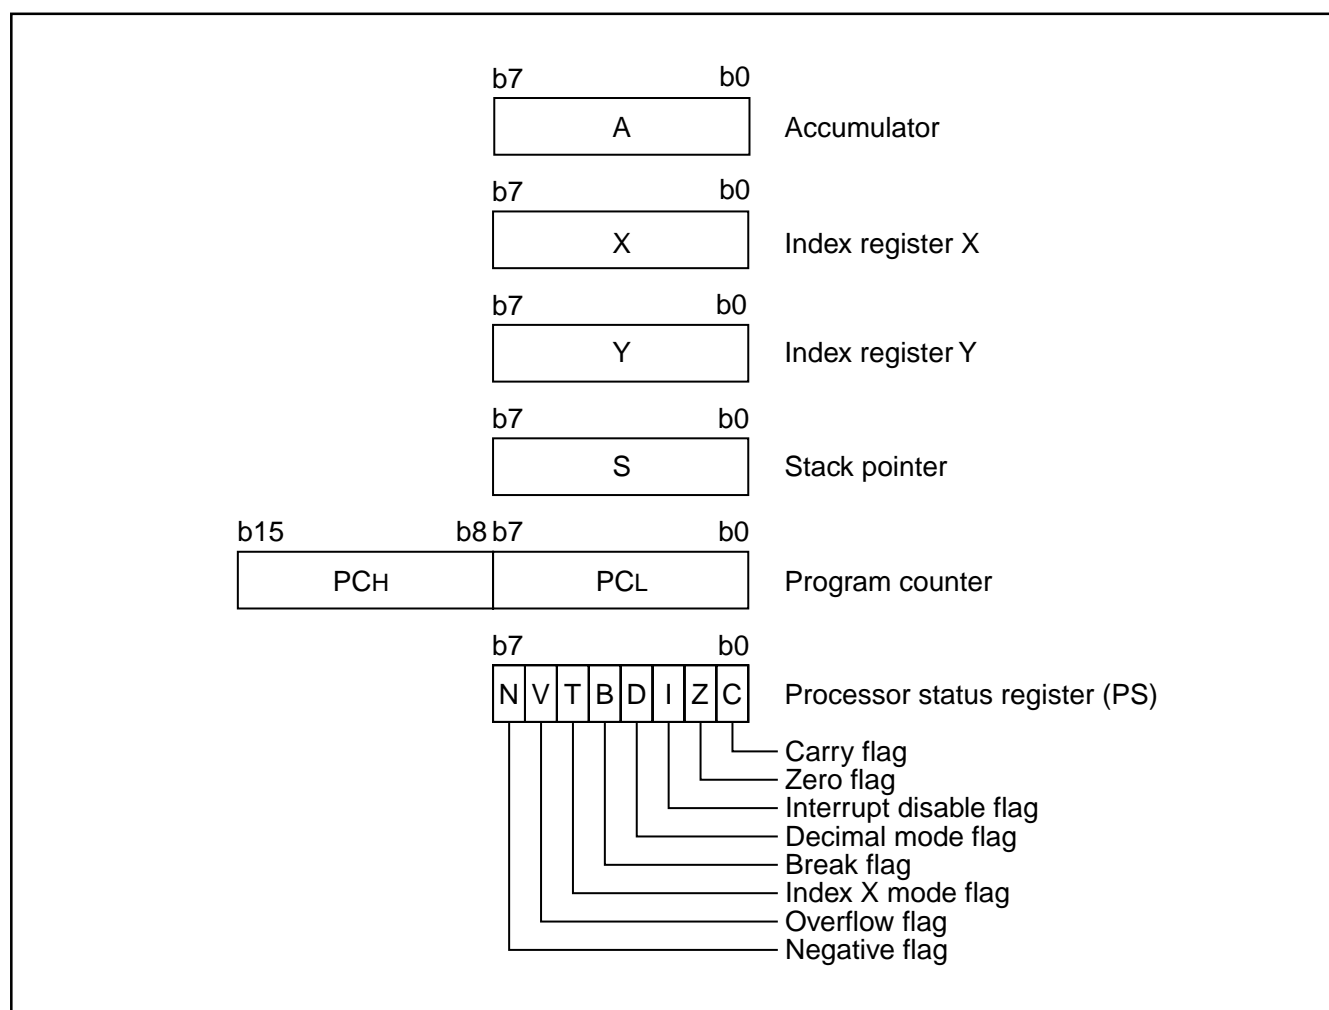 b7 b0
A Accumulator
b7 b0
X Index register X
b7 b0
Y Index register Y
b7 b0
S Stack pointer
b15 b8 b7 b0
PCH PCL Program counter
b7 b0
N V T B D I Z C Processor status register (PS)
Carry flag
Zero flag
Interrupt disable flag
Decimal mode flag
Break flag
Index X mode flag
Overflow flag
Negative flag